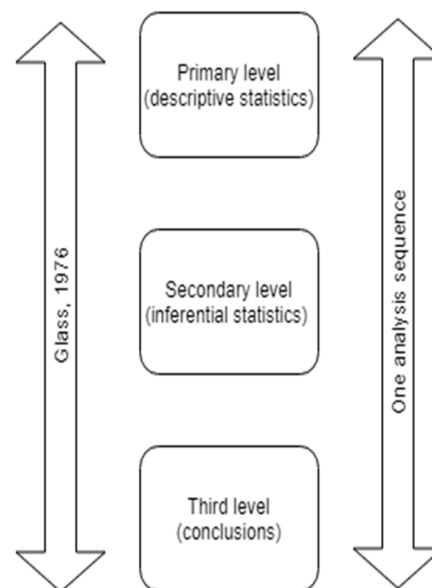 Primary level
(descriptive statistics)
Glass, 1976
One analysis sequence
Secondary level
(inferential statistics)
Third level
(conclusions)